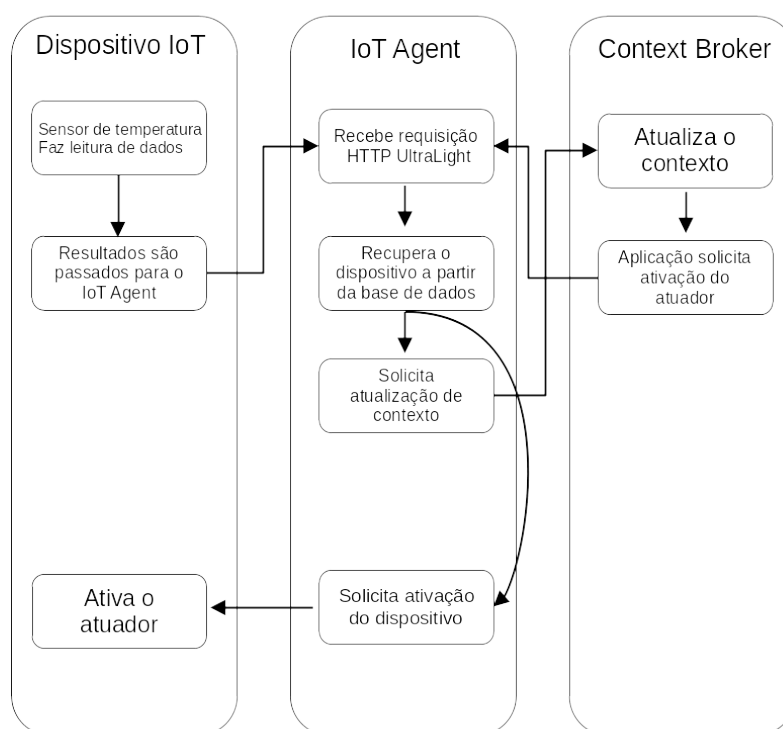 Dispositivo IoT
IoT Agent
Context Broker
Sensor de temperatura
Faz leitura de dados
Recebe requisição
HTTP UltraLight
Atualiza o
contexto
Resultados são
passados para o
IoT Agent
Recupera o
dispositivo a partir
da base de dados
Aplicação solicita
ativação do
atuador
Solicita
atualização de
contexto
Ativa o
atuador
Solicita ativação
do dispositivo